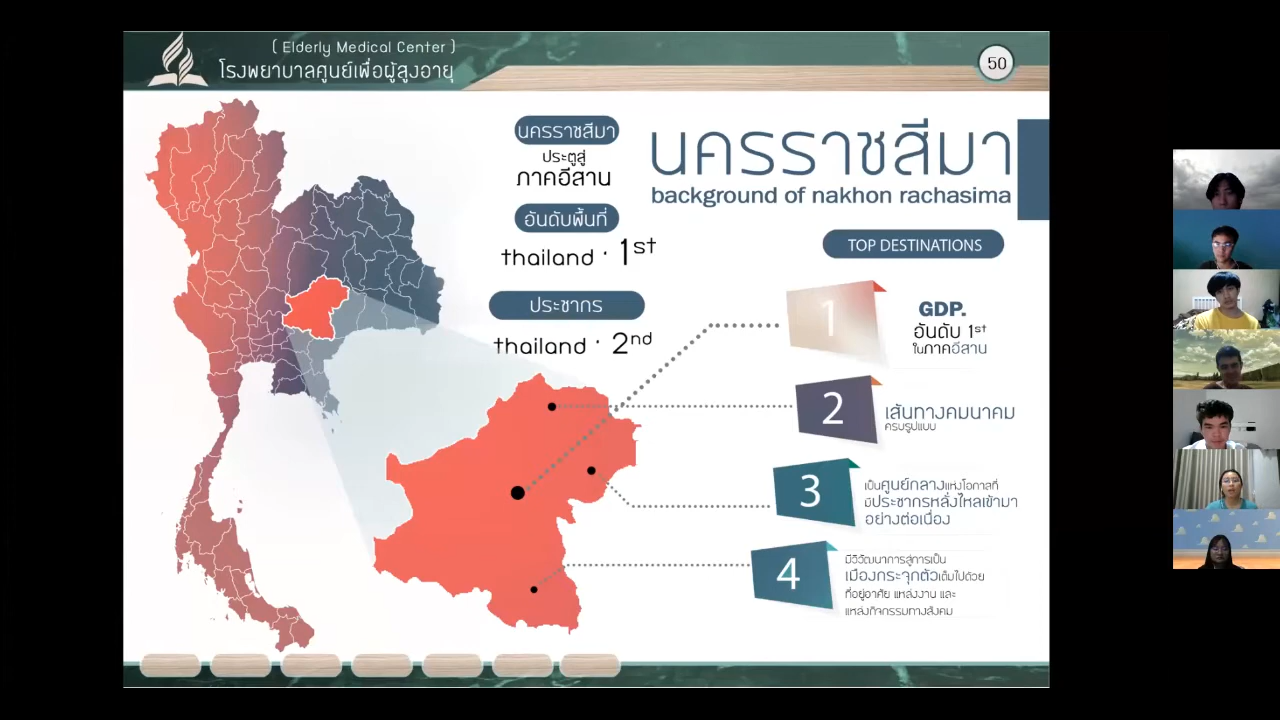 ( Elderly Medical Center )
โรงพยาบาลศูนย์เพื่อผู้สูงอายุ
50
นครราชสีมา
ประตูสู่
ภาคอีสาน
อันดับพื้นที่
thailand · 1st
ประชากร
thailand · 2nd
นครราชสีมา
background of nakhon rachasima
TOP DESTINATIONS
1
GDP.
อันดับ 1st
ในภาคอีสาน
2
เส้นทางคมนาคม
ครบรูปแบบ
3
เป็นศูนย์กลางแห่งโอกาสที่
มีประชากรหลั่งไหลเข้ามา
อย่างต่อเนื่อง
4
มีวิวัฒนาการสู่การเป็น
เมืองกระจุกตัวเต็มไปด้วย
ที่อยู่อาศัย แหล่งงาน และ
แหล่งกิจกรรมทางสังคม